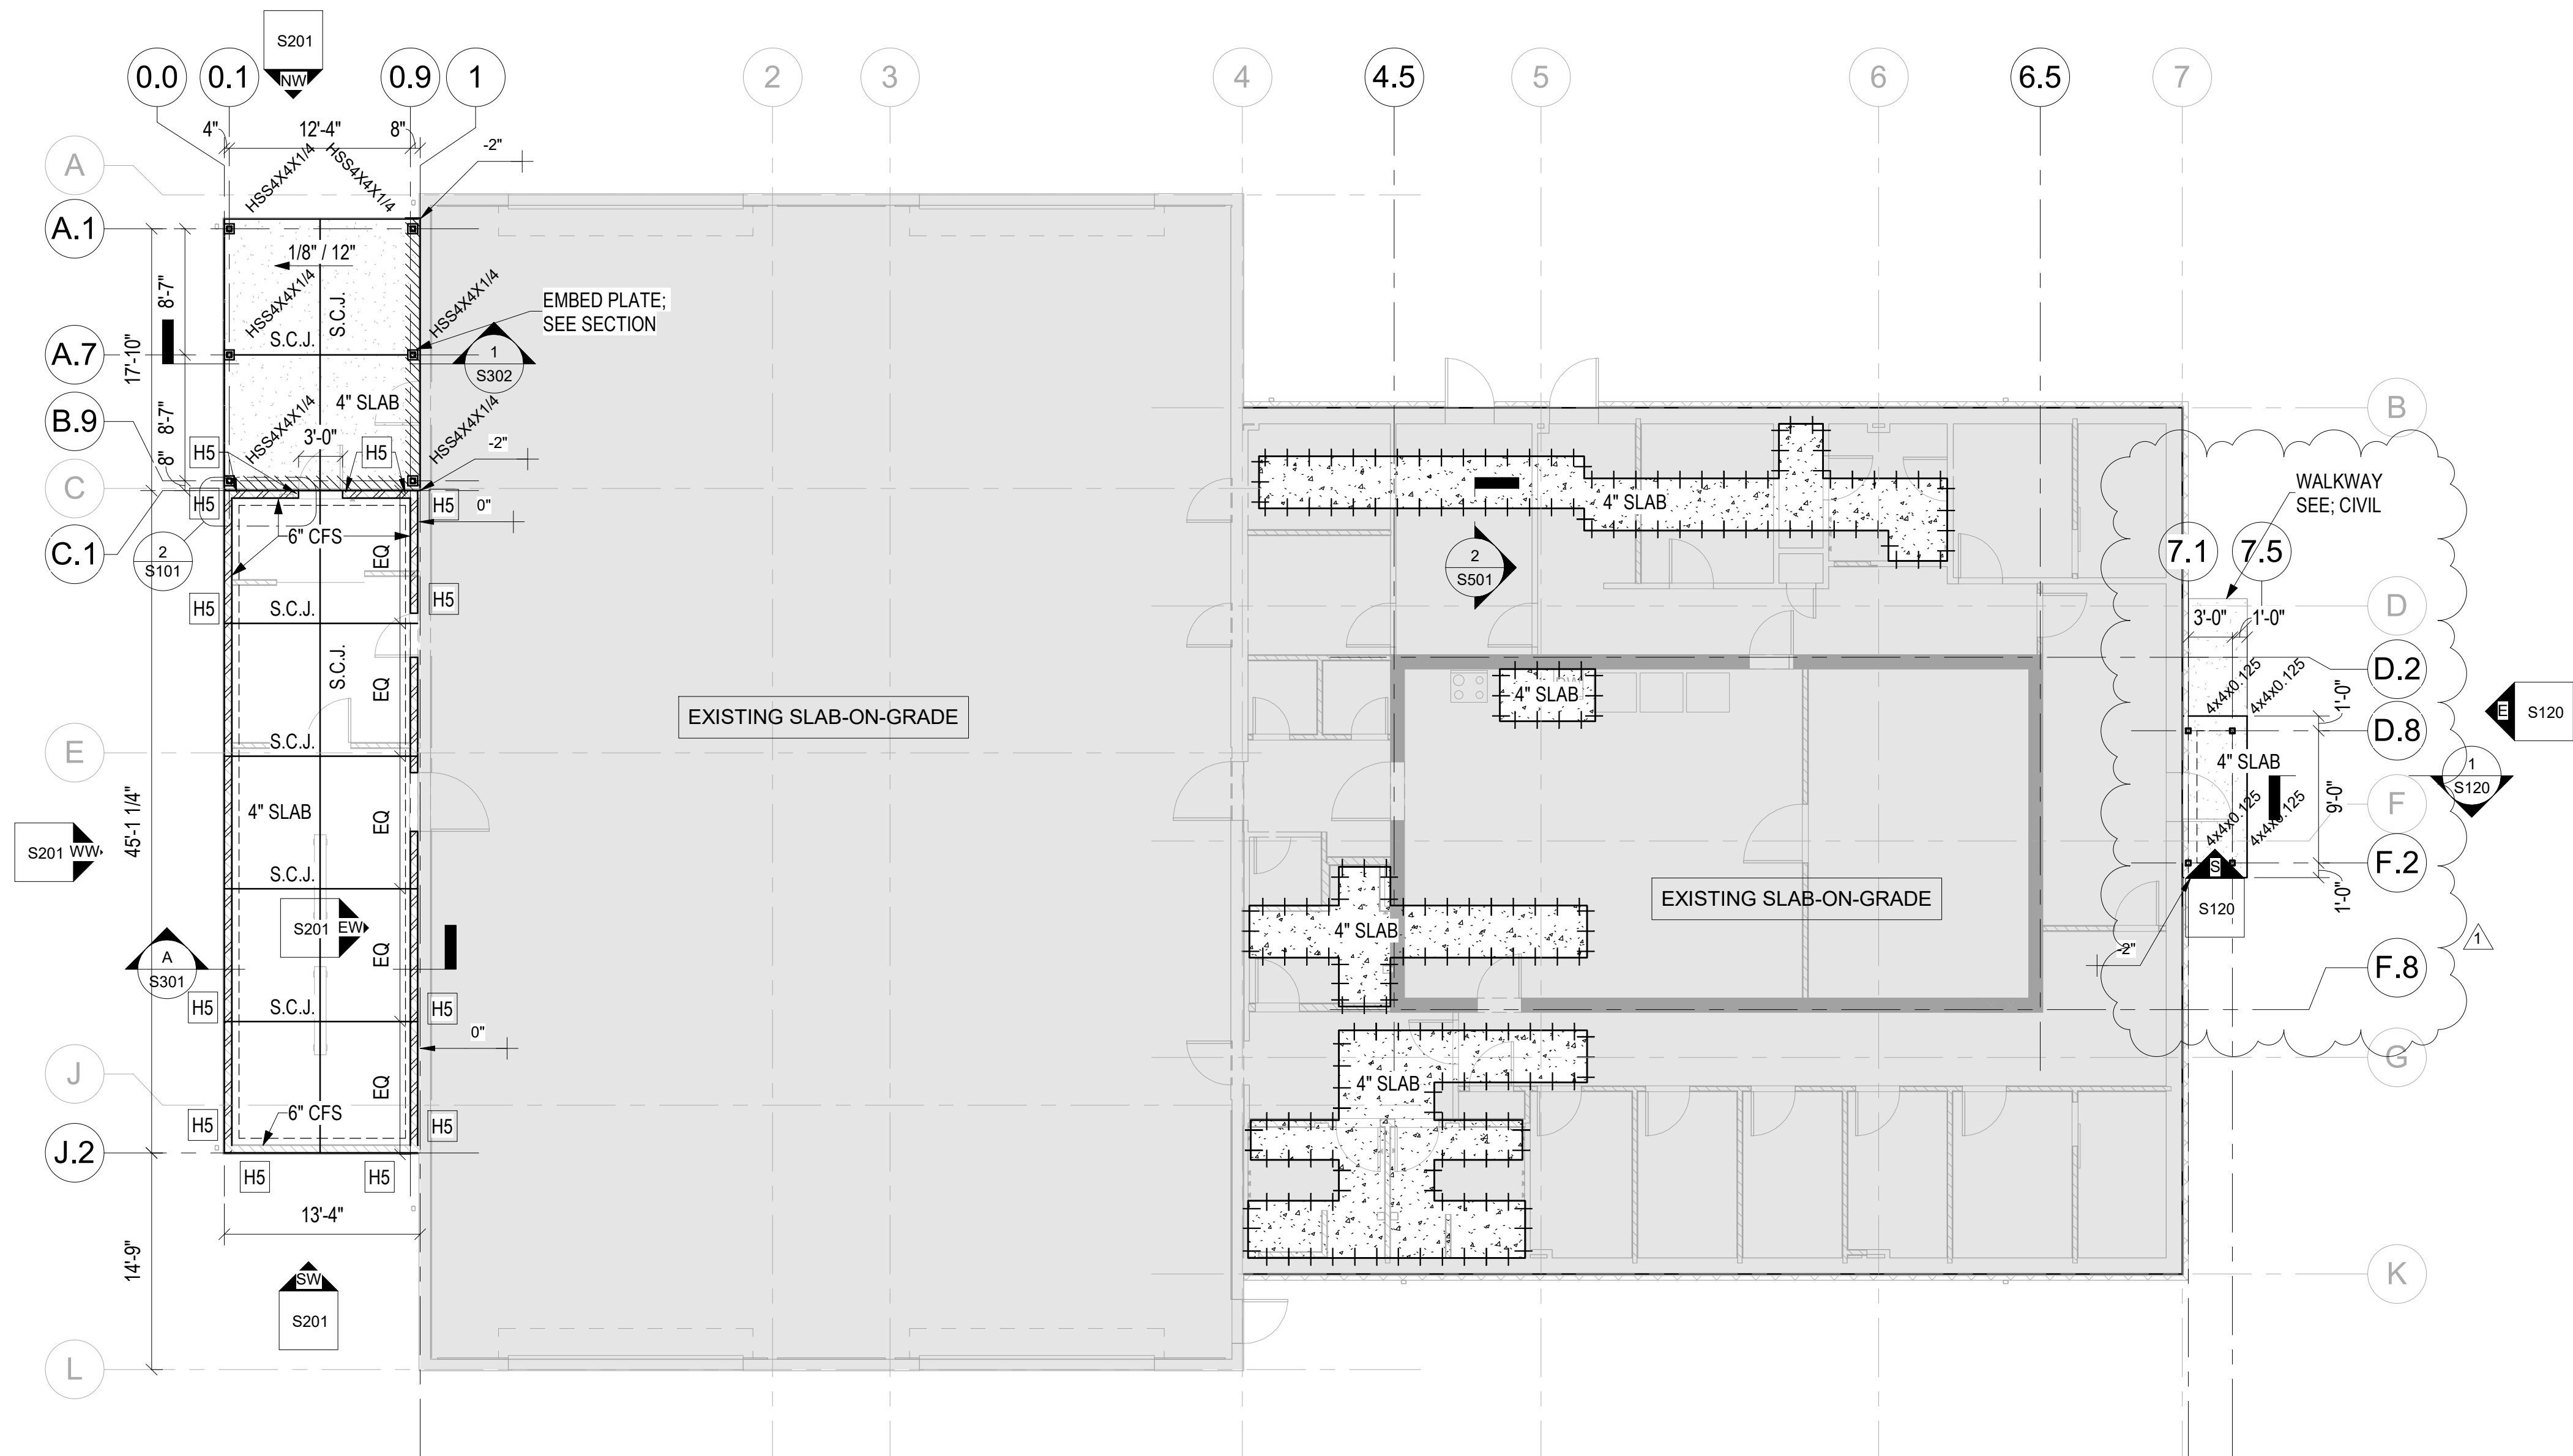 S201
NW
0.0
0.1
0.9
1
2
3
4
4.5
5
6
6.5
7
4"
12'-4"
8"
-2"
A
HSS4X4X1/4
HSS4X4X1/4
A.1
1/8" / 12"
8'-7"
HSS4X4X1/4
S.C.J.
HSS4X4X1/4
EMBED PLATE;
SEE SECTION
S.C.J.
A.7
17'-10"
1
S302
4" SLAB
B.9
8'-7"
HSS4X4X1/4
HSS4X4X1/4
3'-0"
-2"
B
H5
H5
8"
C
H5
H5
0"
4" SLAB
WALKWAY
SEE; CIVIL
6" CFS
EQ
C.1
2
S101
2
S501
7.1
7.5
H5
H5
S.C.J.
D
3'-0"
1'-0"
S.C.J.
EQ
4x4x0.125
4x4x0.125
D.2
1'-0"
4" SLAB
EXISTING SLAB-ON-GRADE
E
S120
D.8
S.C.J.
E
4" SLAB
1
S120
45'-1 1/4"
4" SLAB
EQ
4x4x0.125
4x4x0.125
9'-0"
F
S201
WW
S.C.J.
F.2
S
EXISTING SLAB-ON-GRADE
1'-0"
S120
S201
EW
4" SLAB
EQ
1
-2"
A
S301
F.8
H5
S.C.J.
H5
0"
G
J
EQ
4" SLAB
6" CFS
H5
H5
J.2
H5
H5
13'-4"
14'-9"
SW
S201
K
L